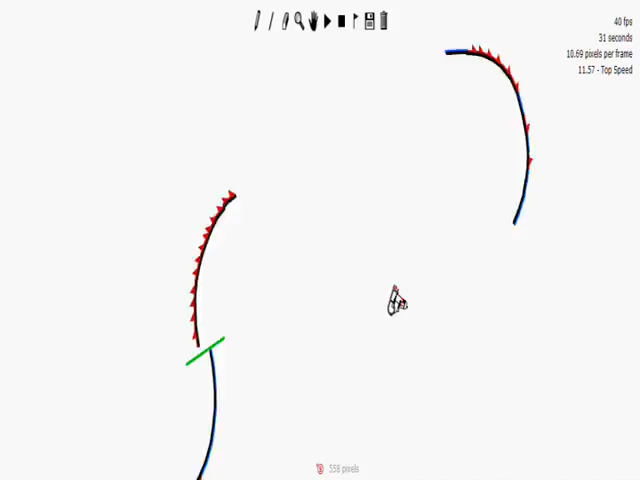 40 fps
31 seconds
10.69 pixels per frame
11.57 - Top Speed
558 pixels